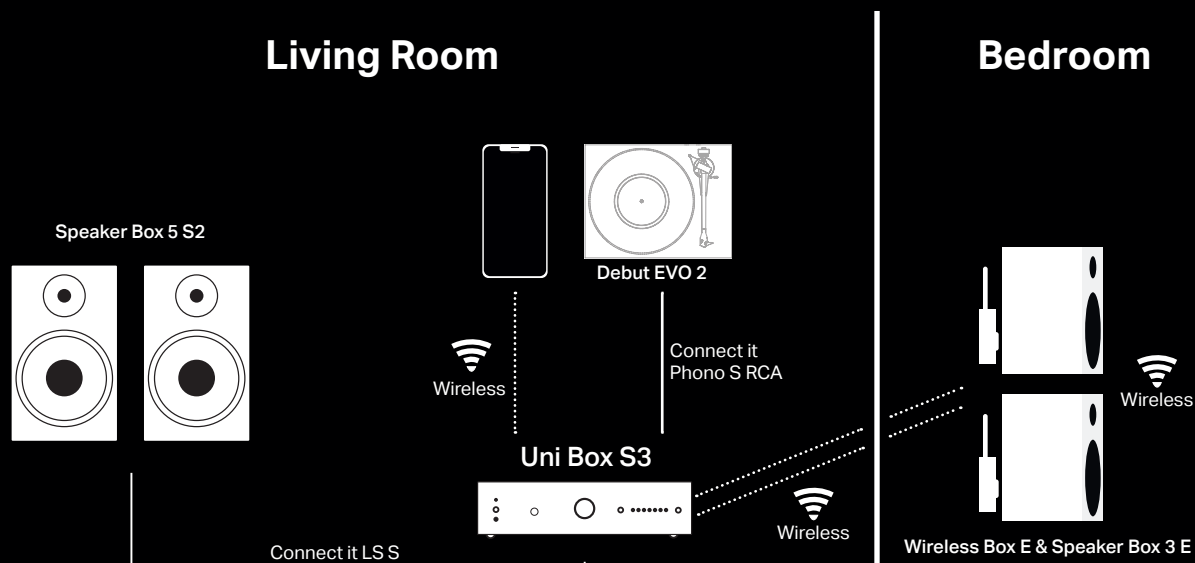 Living Room
Bedroom
Speaker Box 5 S2
Debut EVO 2
Wireless
Connect it
Phono S RCA
Wireless
Uni Box S3
Wireless
Connect it LS S
Wireless Box E & Speaker Box 3 E